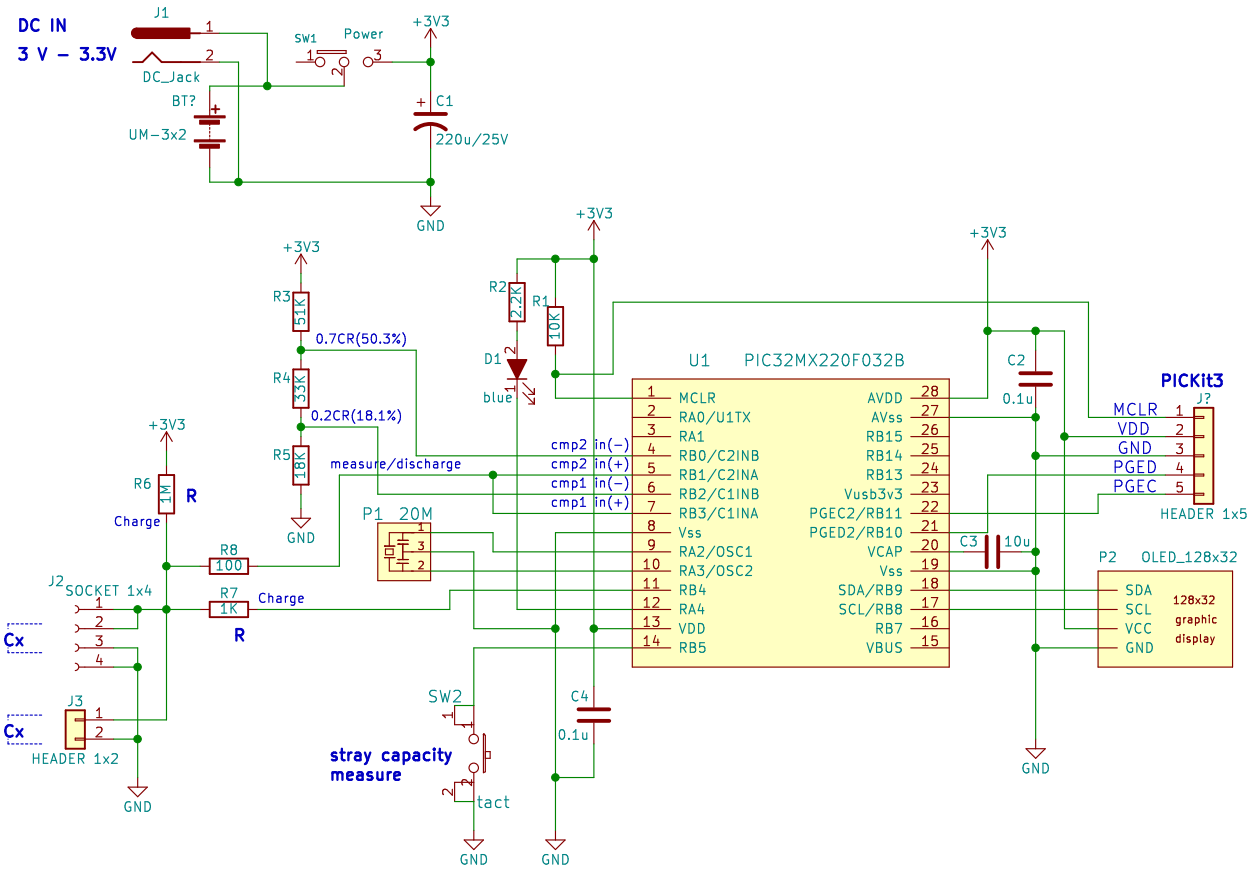 DC IN
3 V - 3.3V
J1
1
2
DC_Jack
BT?
+
UM-3x2
SW1
Power
1
2
3
+3V3
+
C1
220u/25V
GND
+3V3
R3
51K
0.7CR(50.3%)
R4
33K
0.2CR(18.1%)
R5
18K
GND
+3V3
R2
2.2K
R1
10K
D1
2
1
blue
+3V3
R6
1M
R
Charge
measure/discharge
cmp2 in(-)
cmp2 in(+)
cmp1 in(-)
cmp1 in(+)
P1 20M
1
3
2
R8
100
R7
1K
Charge
R
J2
SOCKET 1x4
1
2
3
4
Cx
J3
1
2
Cx
HEADER 1x2
GND
U1 PIC32MX220F032B
1 MCLR
2 RA0/U1TX
3 RA1
4 RB0/C2INB
5 RB1/C2INA
6 RB2/C1INB
7 RB3/C1INA
8 Vss
9 RA2/OSC1
10 RA3/OSC2
11 RB4
12 RA4
13 VDD
14 RB5
AVDD 28
AVss 27
RB15 26
RB14 25
RB13 24
Vusb3v3 23
PGEC2/RB11 22
PGED2/RB10 21
VCAP 20
Vss 19
SDA/RB9 18
SCL/RB8 17
RB7 16
VBUS 15
+3V3
C2
0.1u
C3 10u
PICKit3
J?
MCLR 1
VDD 2
GND 3
PGED 4
PGEC 5
HEADER 1x5
P2 OLED_128x32
SDA
SCL
VCC
GND
128x32
graphic
display
GND
C4
0.1u
SW2
1
1
2
2
tact
stray capacity
measure
GND
GND